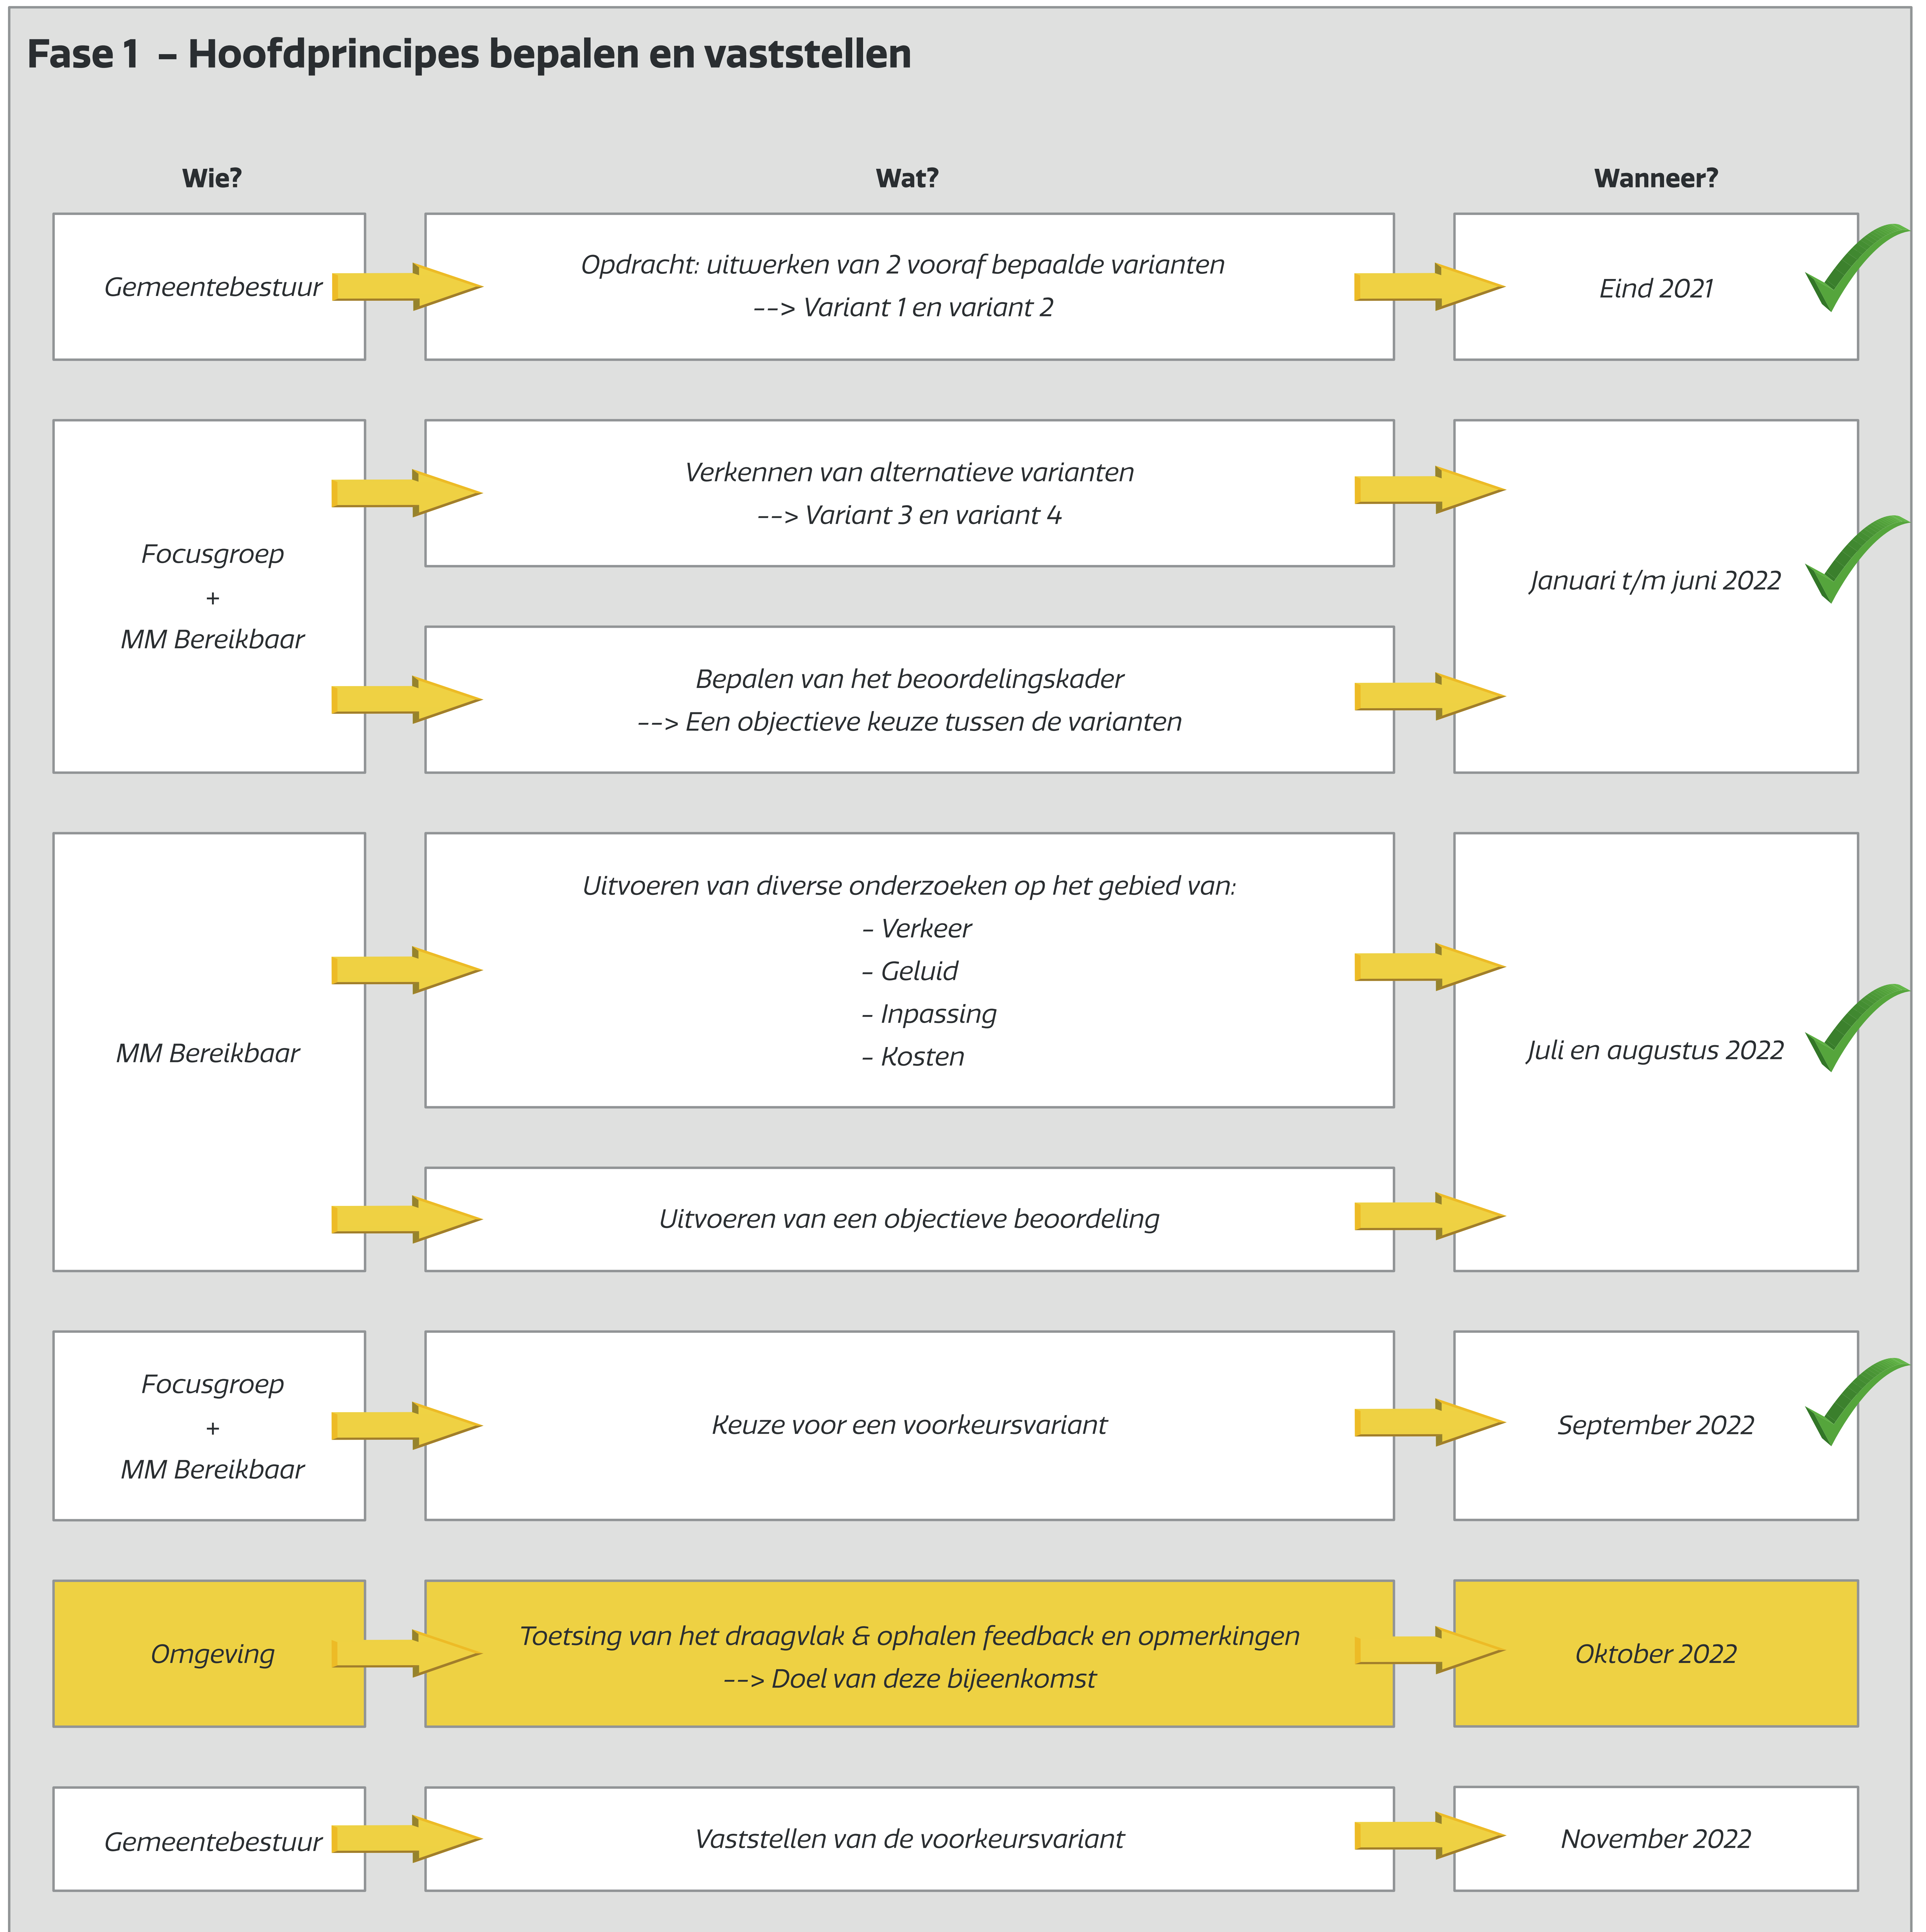 Fase 1 – Hoofdprincipes bepalen en vaststellen
Wie?
Wat?
Wanneer?
Gemeentebestuur
Opdracht: uitwerken van 2 vooraf bepaalde varianten
--> Variant 1 en variant 2
Eind 2021
Focusgroep
+
MM Bereikbaar
Verkennen van alternatieve varianten
--> Variant 3 en variant 4
Bepalen van het beoordelingskader
--> Een objectieve keuze tussen de varianten
Januari t/m juni 2022
MM Bereikbaar
Uitvoeren van diverse onderzoeken op het gebied van:
- Verkeer
- Geluid
- Inpassing
- Kosten
Uitvoeren van een objectieve beoordeling
Juli en augustus 2022
Focusgroep
+
MM Bereikbaar
Keuze voor een voorkeursvariant
September 2022
Omgeving
Toetsing van het draagvlak & ophalen feedback en opmerkingen
--> Doel van deze bijeenkomst
Oktober 2022
Gemeentebestuur
Vaststellen van de voorkeursvariant
November 2022